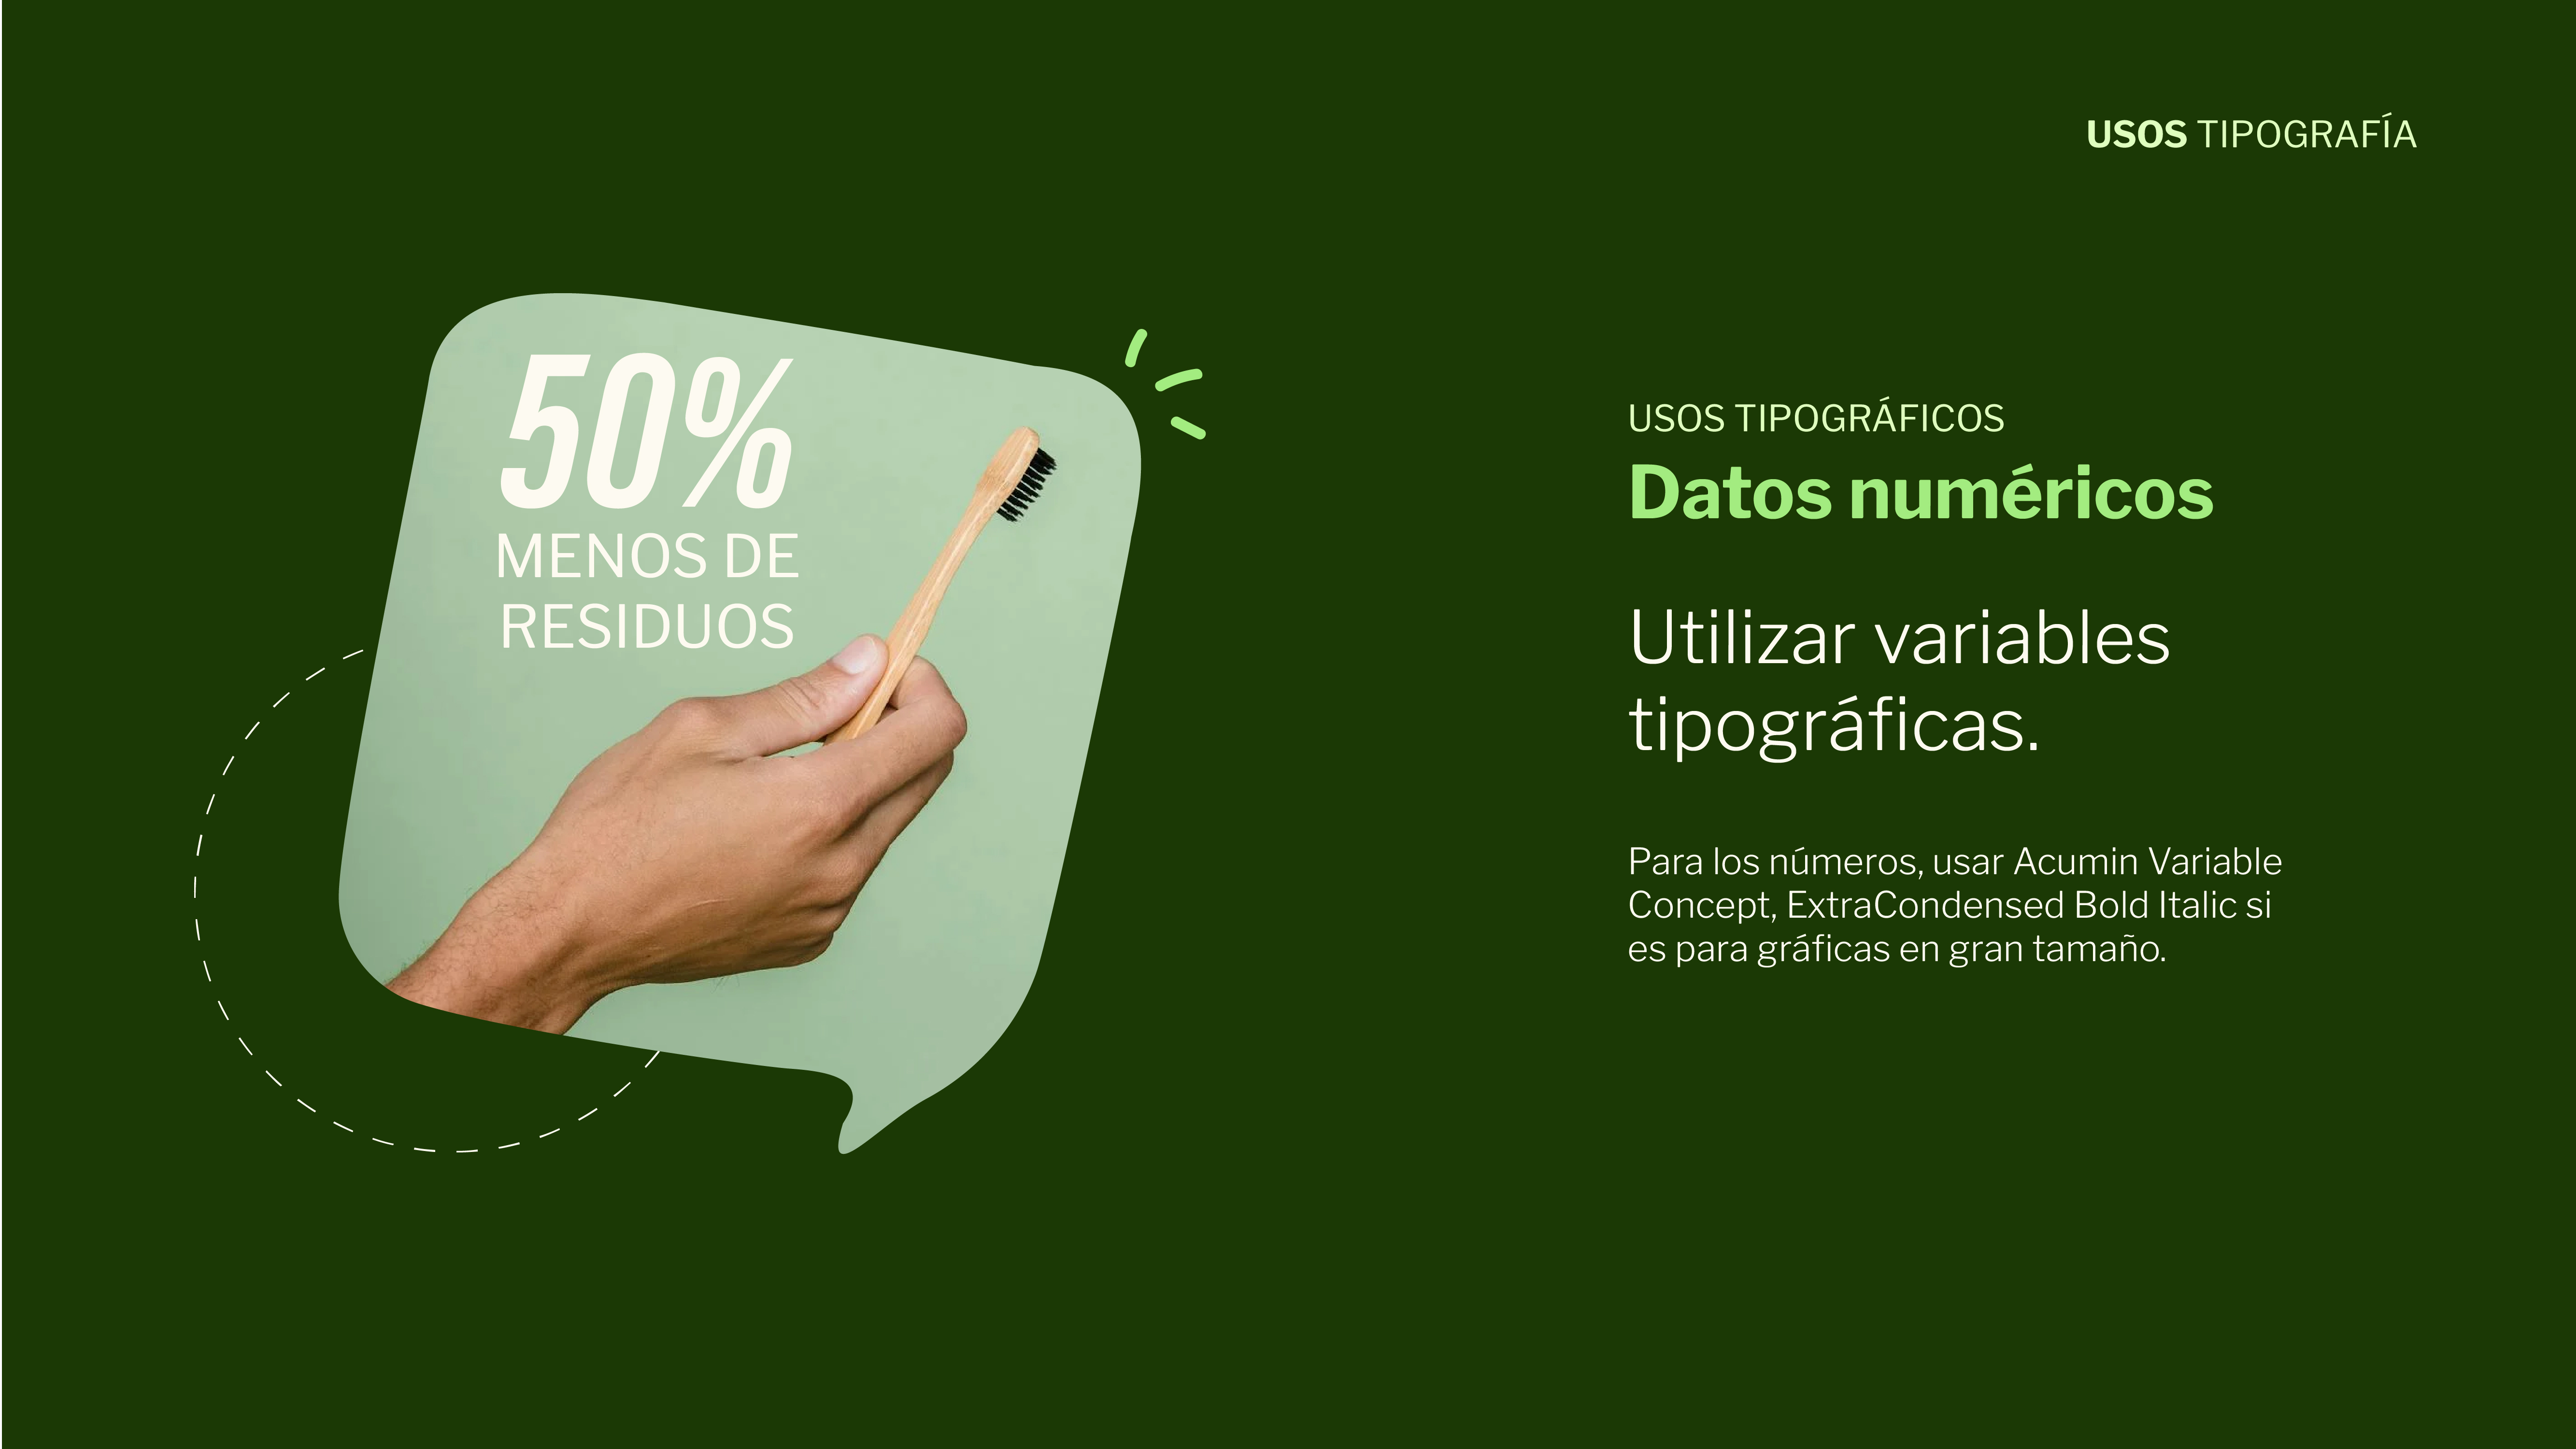 USOS TIPOGRAFÍA
50%
MENOS DE
RESIDUOS
USOS TIPOGRÁFICOS
Datos numéricos
Utilizar variables
tipográficas.
Para los números, usar Acumin Variable
Concept, ExtraCondensed Bold Italic si
es para gráficas en gran tamaño.